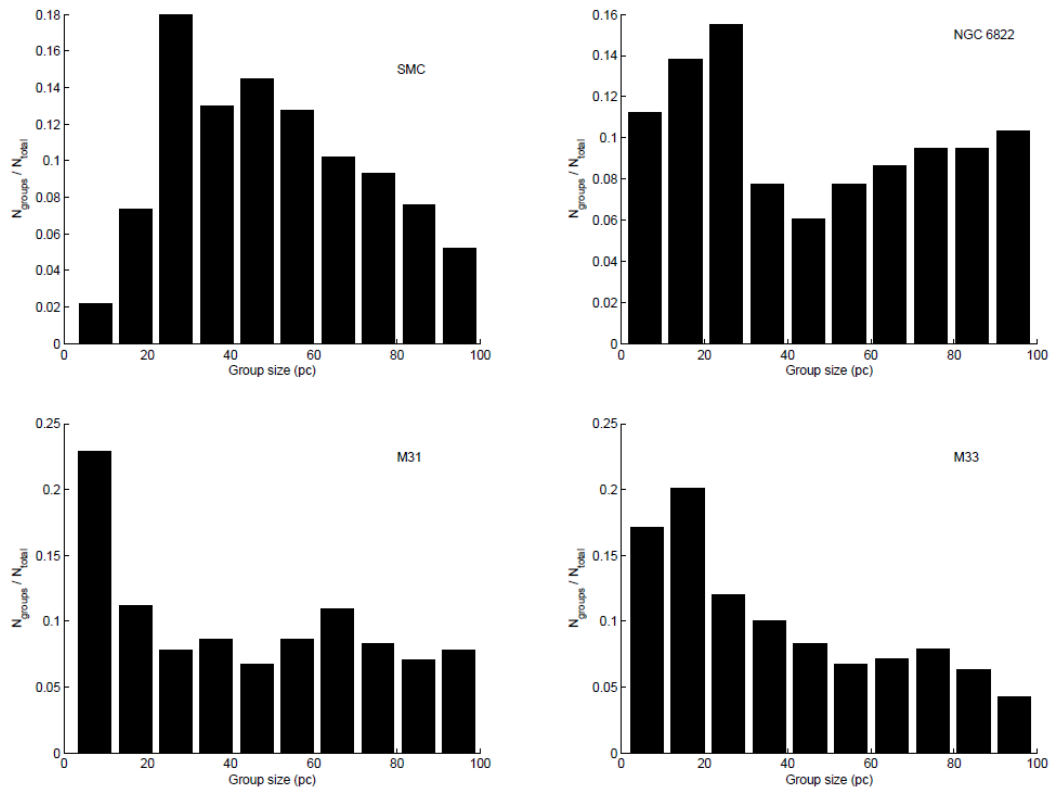 0.18
0.16
0.14
0.12
0.1
0.08
0.06
0.04
0.02
0
0 20 40 60 80 100
N_groups / N_total
Group size (pc)
SMC
0.16
0.14
0.12
0.1
0.08
0.06
0.04
0.02
0
0 20 40 60 80 100
N_groups / N_total
Group size (pc)
NGC 6822
0.25
0.2
0.15
0.1
0.05
0
0 20 40 60 80 100
N_groups / N_total
Group size (pc)
M31
0.25
0.2
0.15
0.1
0.05
0
0 20 40 60 80 100
N_groups / N_total
Group size (pc)
M33